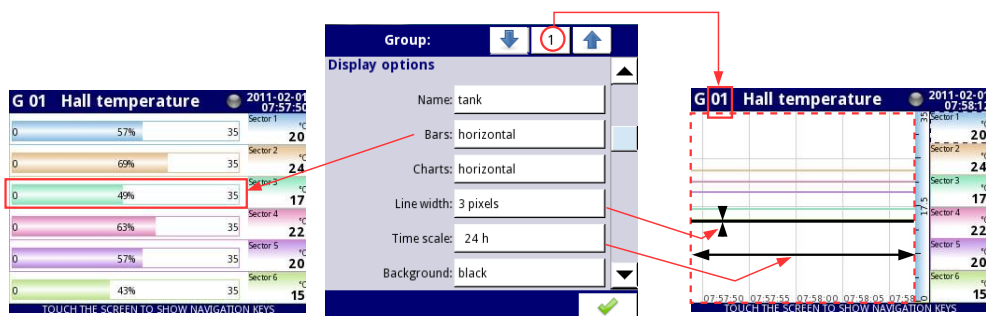 G 01 Hall temperature 2011-02-01
07:57:50
Sector 1
0 57% 35 °C
20
Sector 2
0 69% 35 °C
24
Sector 3
0 49% 35 °C
17
Sector 4
0 63% 35 °C
22
Sector 5
0 57% 35 °C
20
Sector 6
0 43% 35 °C
15
TOUCH THE SCREEN TO SHOW NAVIGATION KEYS
Group: 1
Display options
Name: tank
Bars: horizontal
Charts: horizontal
Line width: 3 pixels
Time scale: 24 h
Background: black
G 01 Hall temperature 2011-02-01
07:58:12
35
Sector 1
°C
20
Sector 2
°C
24
Sector 3
°C
17
17.5
Sector 4
°C
22
Sector 5
°C
20
Sector 6
°C
15
0
07:57:50 07:57:55 07:58:00 07:58:05 07:58
TOUCH THE SCREEN TO SHOW NAVIGATION KEYS